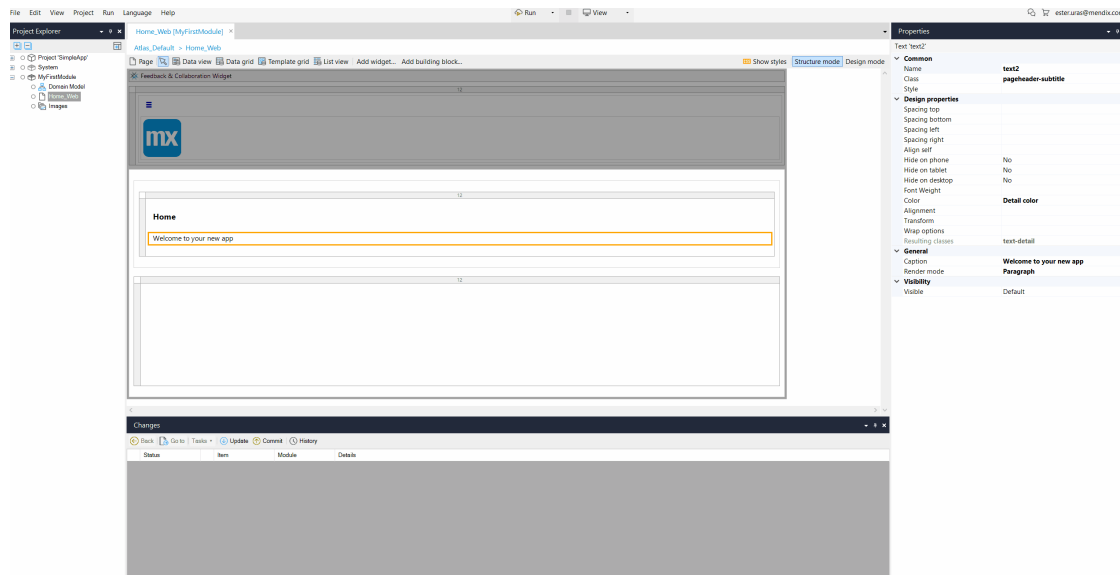 File Edit View Project Run Language Help
Run View
ester.uras@mendix.co
Project Explorer
Project 'SimpleApp'
System
MyFirstModule
Domain Model
Home_Web
Images
Home_Web [MyFirstModule] ×
Atlas_Default > Home_Web
Page Data view Data grid Template grid List view Add widget... Add building block...
Show styles Structure mode Design mode
Feedback & Collaboration Widget
12
mx
12
Home
Welcome to your new app
12
Changes
Back Go to Tasks Update Commit History
Status Item Module Details
Properties
Text 'text2'
Common
Name text2
Class pageheader-subtitle
Style
Design properties
Spacing top
Spacing bottom
Spacing left
Spacing right
Align self
Hide on phone No
Hide on tablet No
Hide on desktop No
Font Weight
Color Detail color
Alignment
Transform
Wrap options
Resulting classes text-detail
General
Caption Welcome to your new app
Render mode Paragraph
Visibility
Visible Default